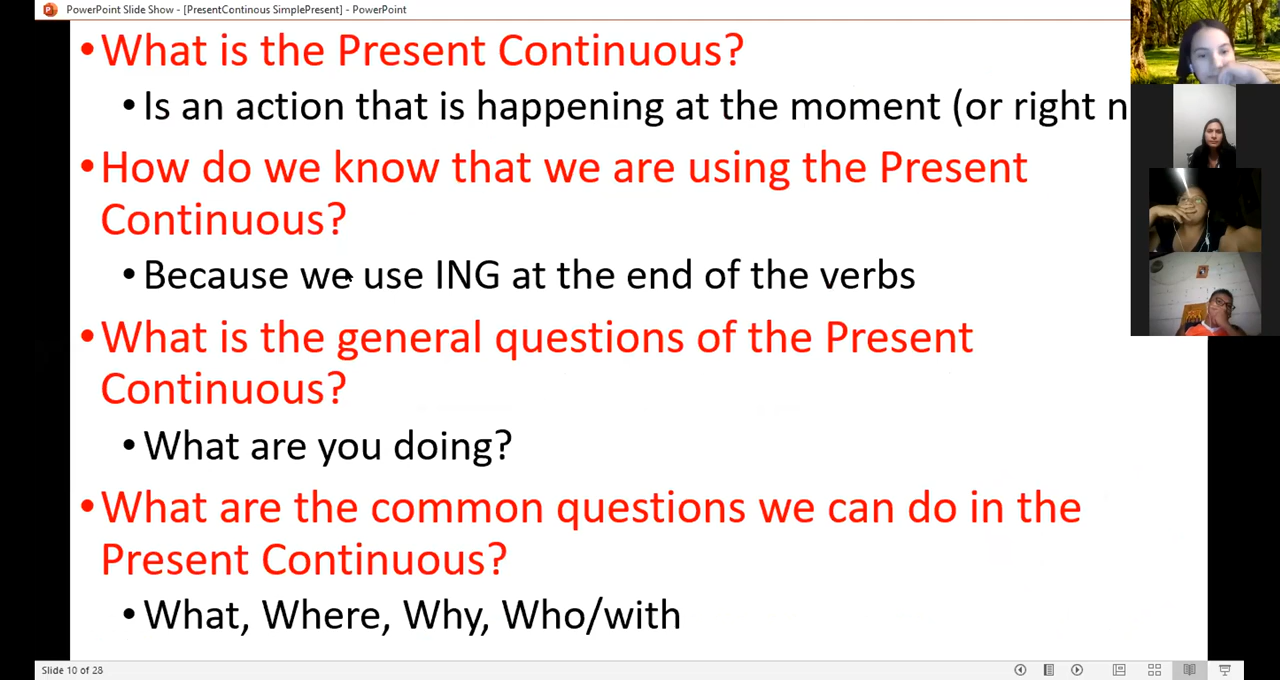 PowerPoint Slide Show - [PresentContinous SimplePresent] - PowerPoint
•What is the Present Continuous?
•Is an action that is happening at the moment (or right n
•How do we know that we are using the Present
Continuous?
•Because we use ING at the end of the verbs
•What is the general questions of the Present
Continuous?
•What are you doing?
•What are the common questions we can do in the
Present Continuous?
•What, Where, Why, Who/with
Slide 10 of 28